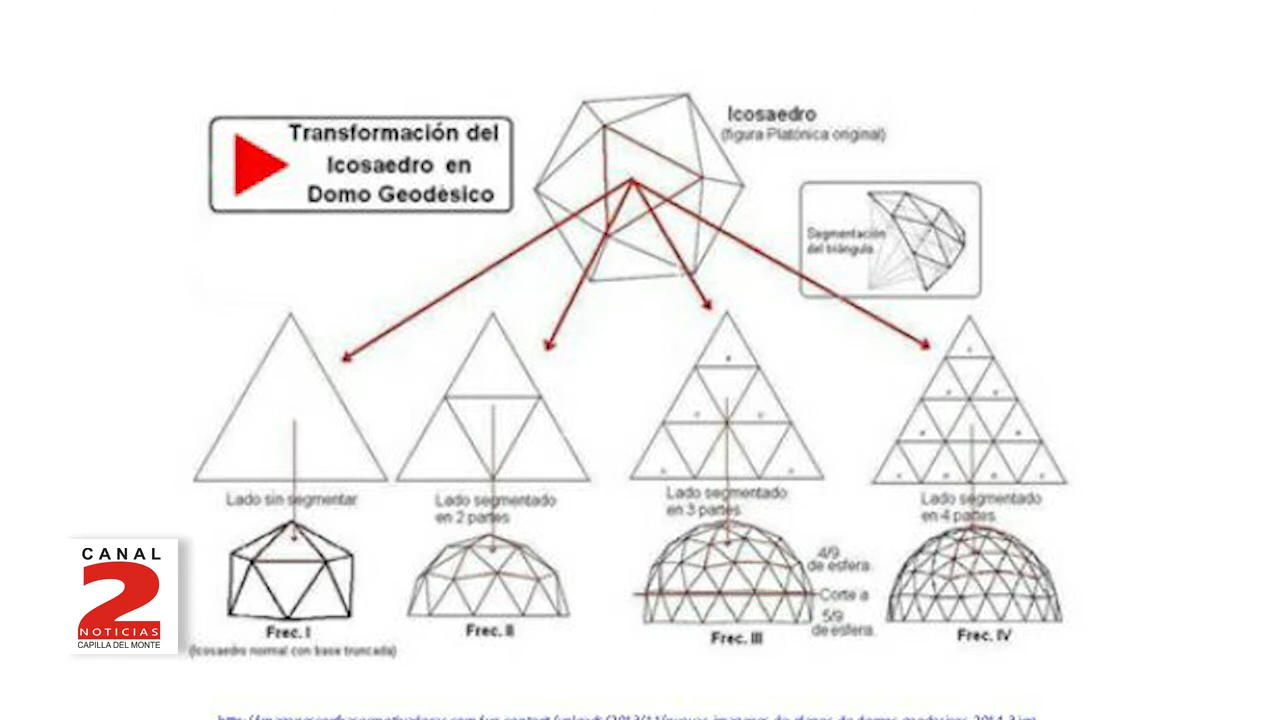 Transformación del
Icosaedro en
Domo Geodèsico
Icosaedro
(figura Platónica original)
Segmentación
del triángulo
Lado sin segmentar
Lado segmentado
en 2 partes
Lado segmentado
en 3 partes
Lado segmentado
en 4 partes
4/9
de esfera
Corte a
5/9
de esfera
Frec. I
(Icosaedro normal con base truncada)
Frec. II
Frec. III
Frec. IV
CANAL
2
NOTICIAS
CAPILLA DEL MONTE